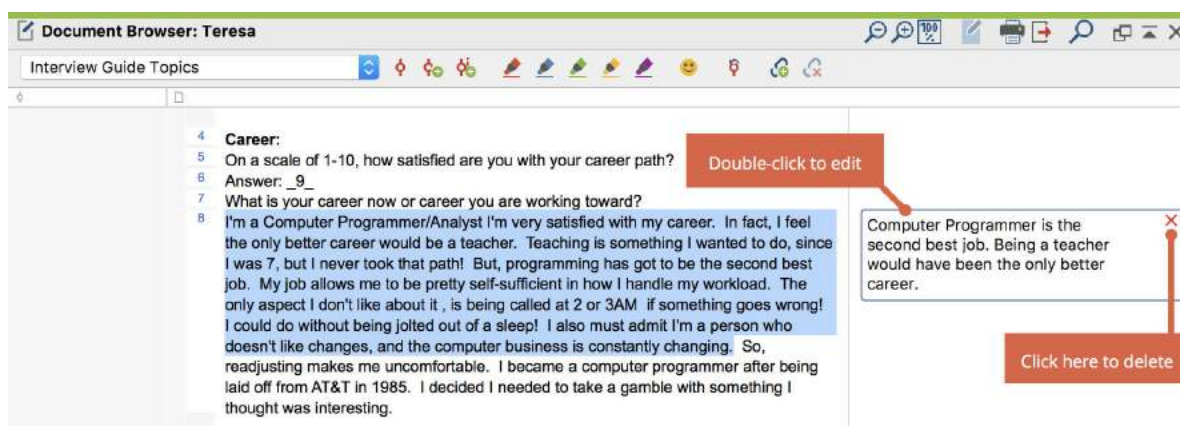 Document Browser: Teresa
100
%
Interview Guide Topics
4 Career:
5 On a scale of 1-10, how satisfied are you with your career path?
6 Answer: _9_
7 What is your career now or career you are working toward?
8 I'm a Computer Programmer/Analyst I'm very satisfied with my career. In fact, I feel
the only better career would be a teacher. Teaching is something I wanted to do, since
I was 7, but I never took that path! But, programming has got to be the second best
job. My job allows me to be pretty self-sufficient in how I handle my workload. The
only aspect I don't like about it , is being called at 2 or 3AM if something goes wrong!
I could do without being jolted out of a sleep! I also must admit I'm a person who
doesn't like changes, and the computer business is constantly changing. So,
readjusting makes me uncomfortable. I became a computer programmer after being
laid off from AT&T in 1985. I decided I needed to take a gamble with something I
thought was interesting.
Double-click to edit
Computer Programmer is the
second best job. Being a teacher
would have been the only better
career.
Click here to delete